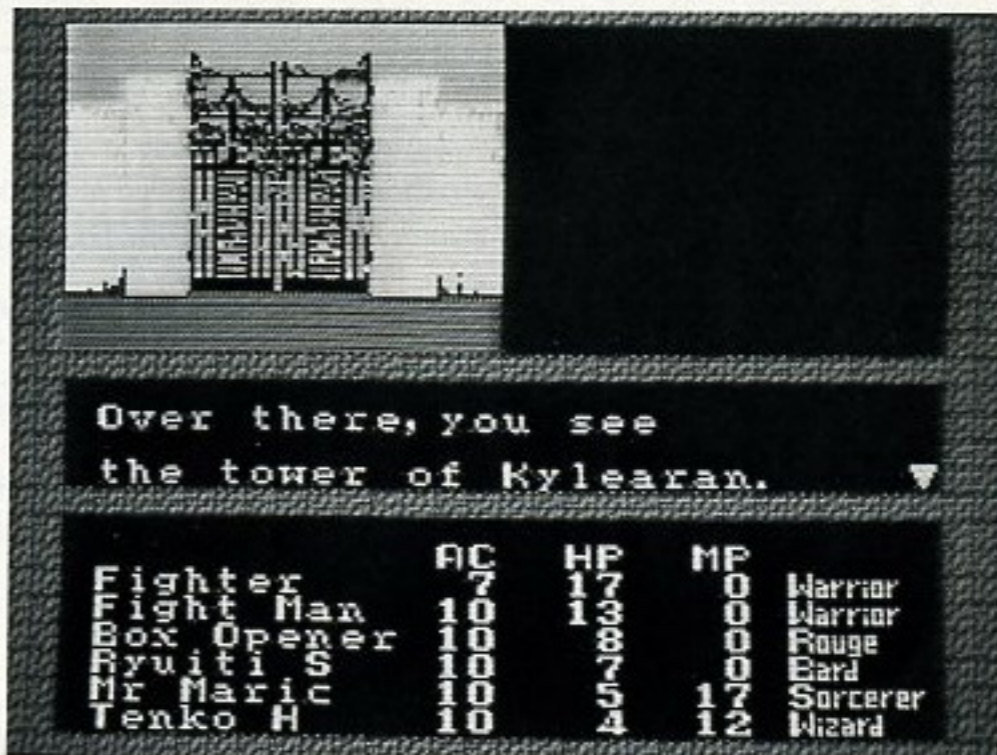 Over there, you see
the tower of Kylearan.
AC HP MP
Fighter 7 17 0 Warrior
Fight Man 10 13 0 Warrior
Box Opener 10 8 0 Rouge
Ryuiti S 10 7 0 Bard
Mr Maric 10 5 17 Sorcerer
Tenko H 10 4 12 Wizard